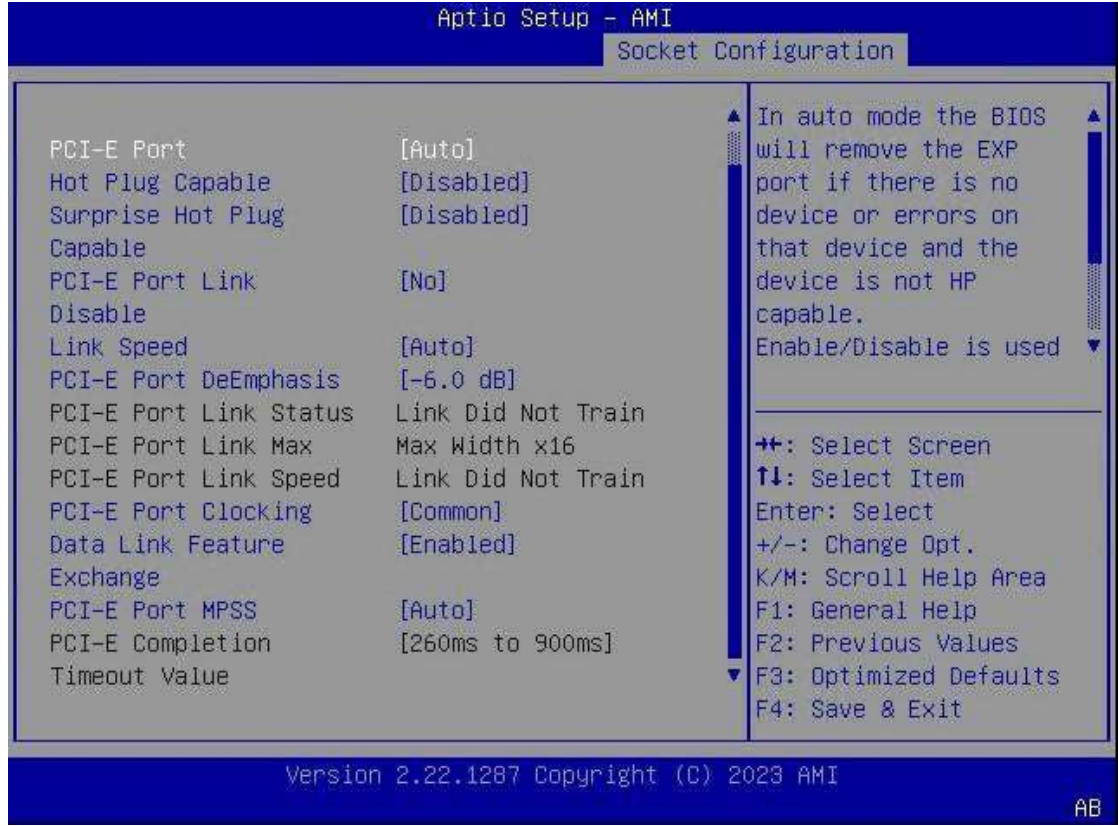 Aptio Setup - AMI
Socket Configuration
PCI-E Port [Auto]
Hot Plug Capable [Disabled]
Surprise Hot Plug [Disabled]
Capable
PCI-E Port Link [No]
Disable
Link Speed [Auto]
PCI-E Port DeEmphasis [-6.0 dB]
PCI-E Port Link Status Link Did Not Train
PCI-E Port Link Max Max Width x16
PCI-E Port Link Speed Link Did Not Train
PCI-E Port Clocking [Common]
Data Link Feature [Enabled]
Exchange
PCI-E Port MPSS [Auto]
PCI-E Completion [260ms to 900ms]
Timeout Value
In auto mode the BIOS
will remove the EXP
port if there is no
device or errors on
that device and the
device is not HP
capable.
Enable/Disable is used
→←: Select Screen
↑↓: Select Item
Enter: Select
+/-: Change Opt.
K/M: Scroll Help Area
F1: General Help
F2: Previous Values
F3: Optimized Defaults
F4: Save & Exit
Version 2.22.1287 Copyright (C) 2023 AMI
AB